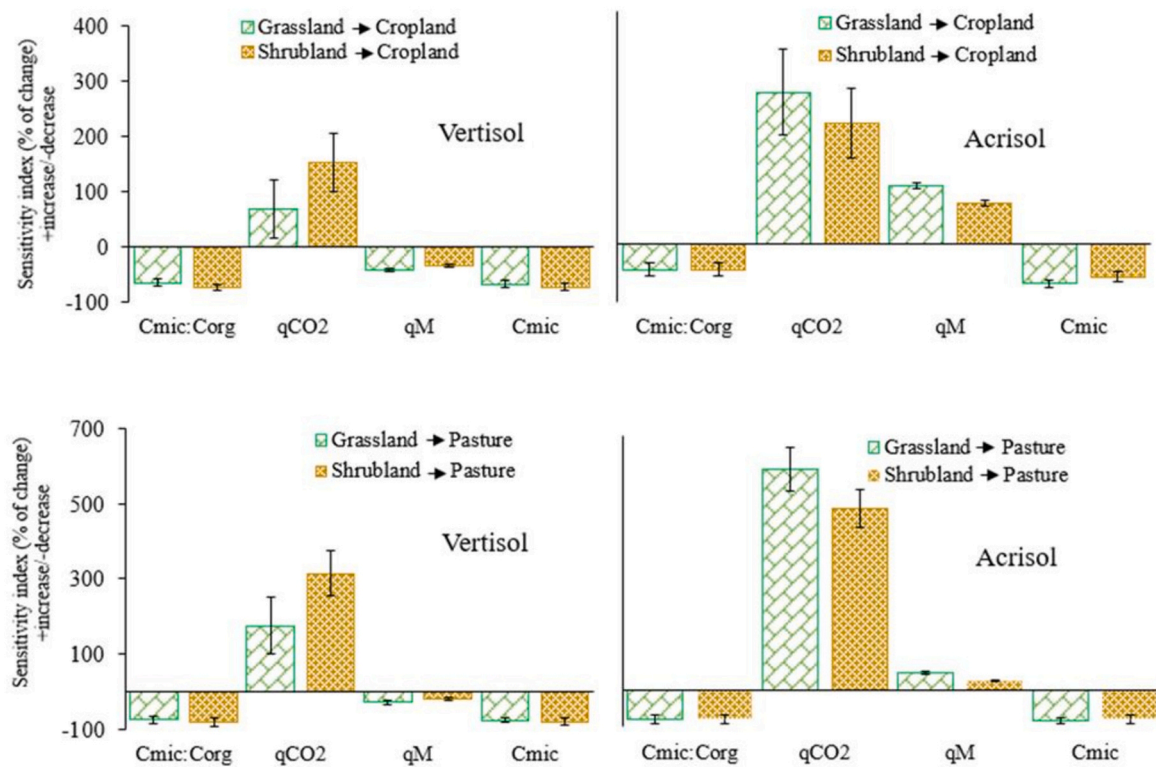 Sensitivity index (% of change)
+increase/-decrease
400
300
200
100
0
-100
Grassland → Cropland
Shrubland → Cropland
Vertisol
Cmic:Corg qCO2 qM Cmic
Grassland → Cropland
Shrubland → Cropland
Acrisol
Cmic:Corg qCO2 qM Cmic
Sensitivity index (% of change)
+increase/-decrease
700
500
300
100
-100
Grassland → Pasture
Shrubland → Pasture
Vertisol
Cmic:Corg qCO2 qM Cmic
Grassland → Pasture
Shrubland → Pasture
Acrisol
Cmic:Corg qCO2 qM Cmic